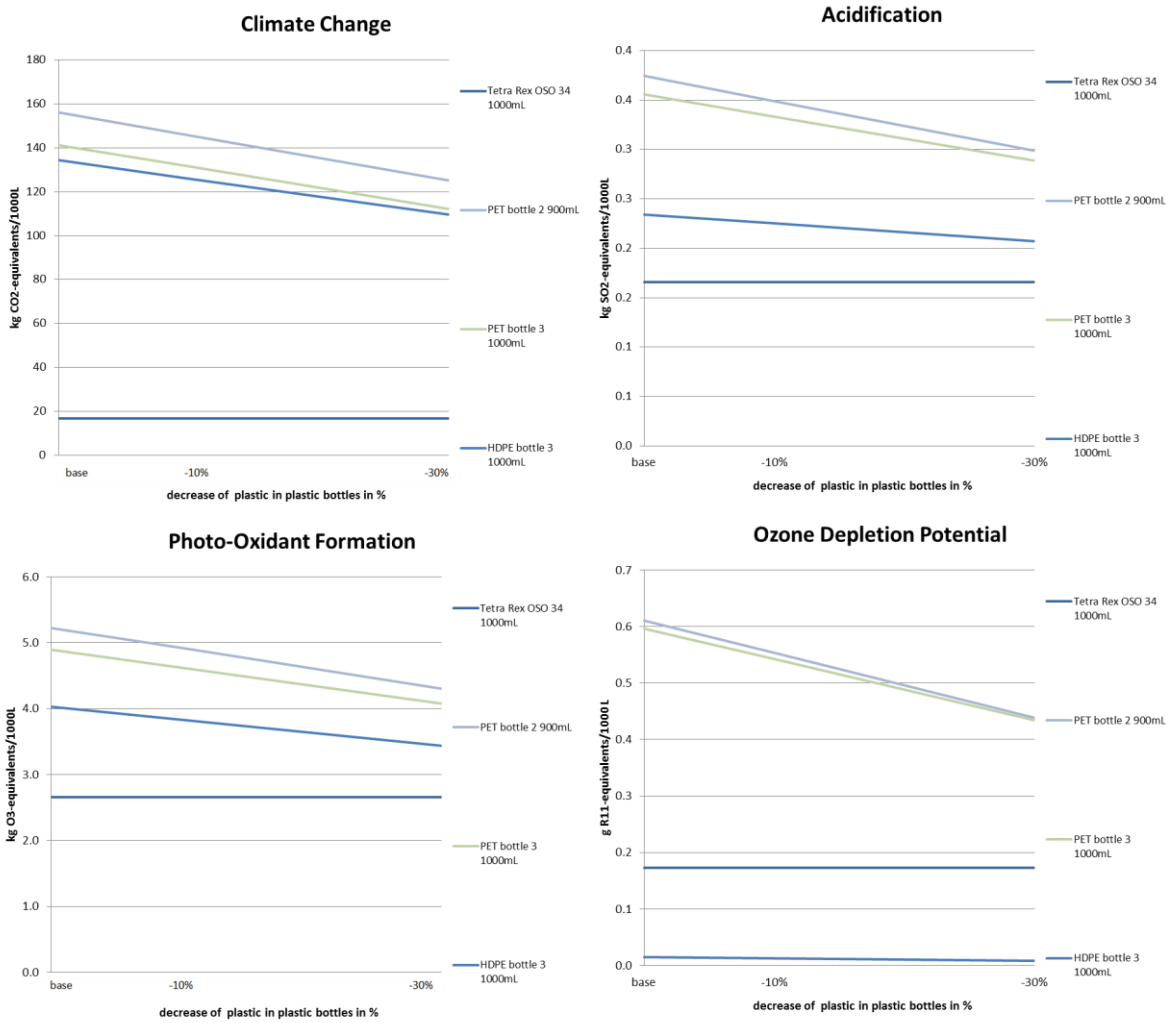 Climate Change
180
160
140
120
100
80
60
40
20
0
kg CO2-equivalents/1000L
base -10% -30%
decrease of plastic in plastic bottles in %
Tetra Rex OSO 34
1000mL
PET bottle 2 900mL
PET bottle 3
1000mL
HDPE bottle 3
1000mL
Acidification
0.4
0.4
0.3
0.3
0.2
0.2
0.1
0.1
0.0
kg SO2-equivalents/1000L
base -10% -30%
decrease of plastic in plastic bottles in %
Tetra Rex OSO 34
1000mL
PET bottle 2 900mL
PET bottle 3
1000mL
HDPE bottle 3
1000mL
Photo-Oxidant Formation
6.0
5.0
4.0
3.0
2.0
1.0
0.0
kg O3-equivalents/1000L
base -10% -30%
decrease of plastic in plastic bottles in %
Tetra Rex OSO 34
1000mL
PET bottle 2 900mL
PET bottle 3
1000mL
HDPE bottle 3
1000mL
Ozone Depletion Potential
0.7
0.6
0.5
0.4
0.3
0.2
0.1
0.0
g R11-equivalents/1000L
base -10% -30%
decrease of plastic in plastic bottles in %
Tetra Rex OSO 34
1000mL
PET bottle 2 900mL
PET bottle 3
1000mL
HDPE bottle 3
1000mL